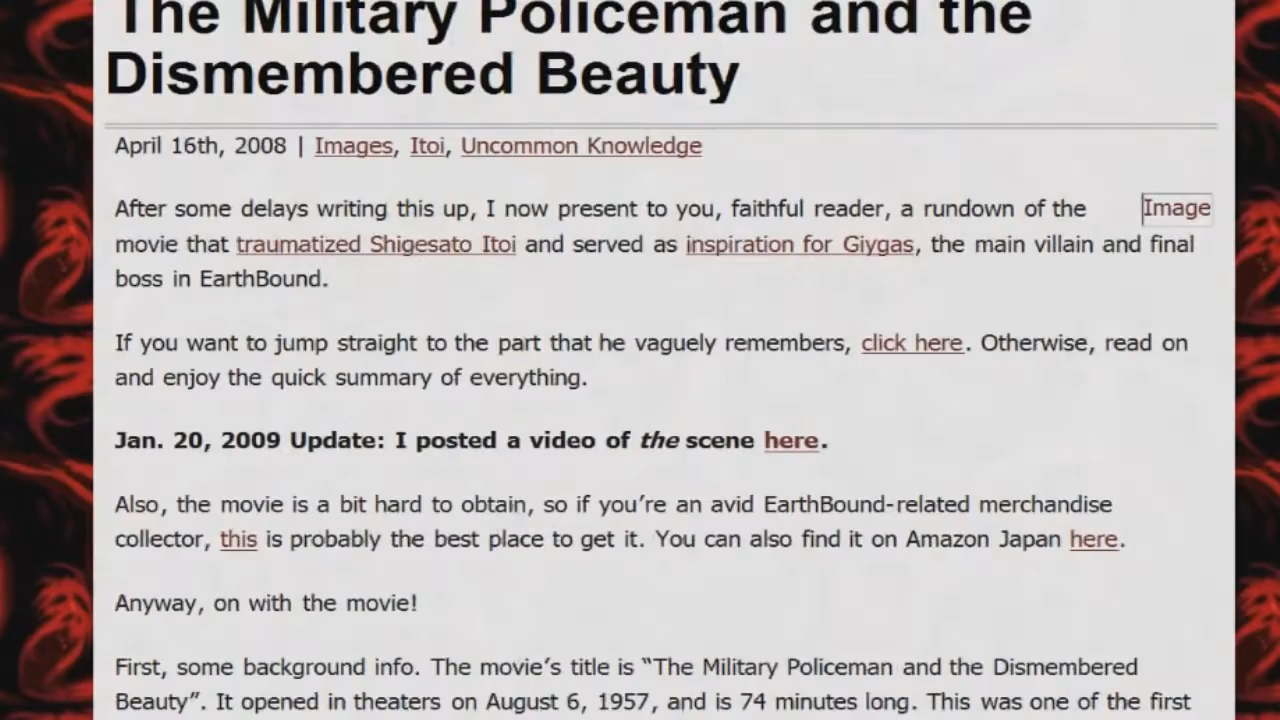 The Military Policeman and the
Dismembered Beauty
April 16th, 2008 | Images, Itoi, Uncommon Knowledge
After some delays writing this up, I now present to you, faithful reader, a rundown of the
Image
movie that traumatized Shigesato Itoi and served as inspiration for Giygas, the main villain and final
boss in EarthBound.
If you want to jump straight to the part that he vaguely remembers, click here. Otherwise, read on
and enjoy the quick summary of everything.
Jan. 20, 2009 Update: I posted a video of the scene here.
Also, the movie is a bit hard to obtain, so if you’re an avid EarthBound-related merchandise
collector, this is probably the best place to get it. You can also find it on Amazon Japan here.
Anyway, on with the movie!
First, some background info. The movie’s title is “The Military Policeman and the Dismembered
Beauty”. It opened in theaters on August 6, 1957, and is 74 minutes long. This was one of the first